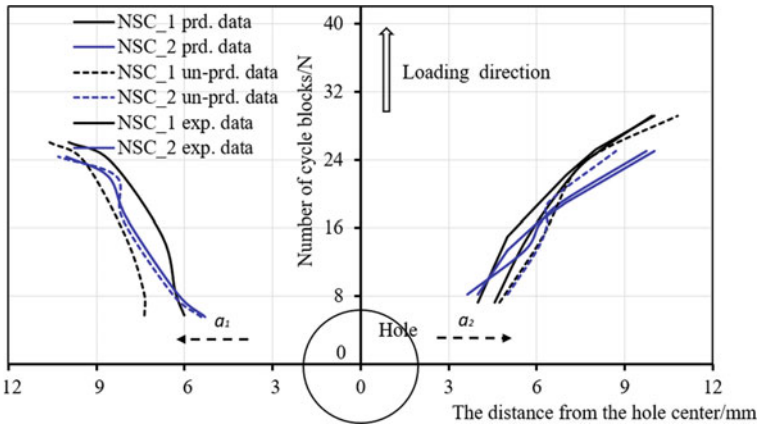 NSC_1 prd. data
NSC_2 prd. data
NSC_1 un-prd. data
NSC_2 un-prd. data
NSC_1 exp. data
NSC_2 exp. data
Number of cycle blocks/N
40
32
24
16
8
0
Loading direction
a₁
Hole
a₂
12 9 6 3 0 3 6 9 12
The distance from the hole center/mm